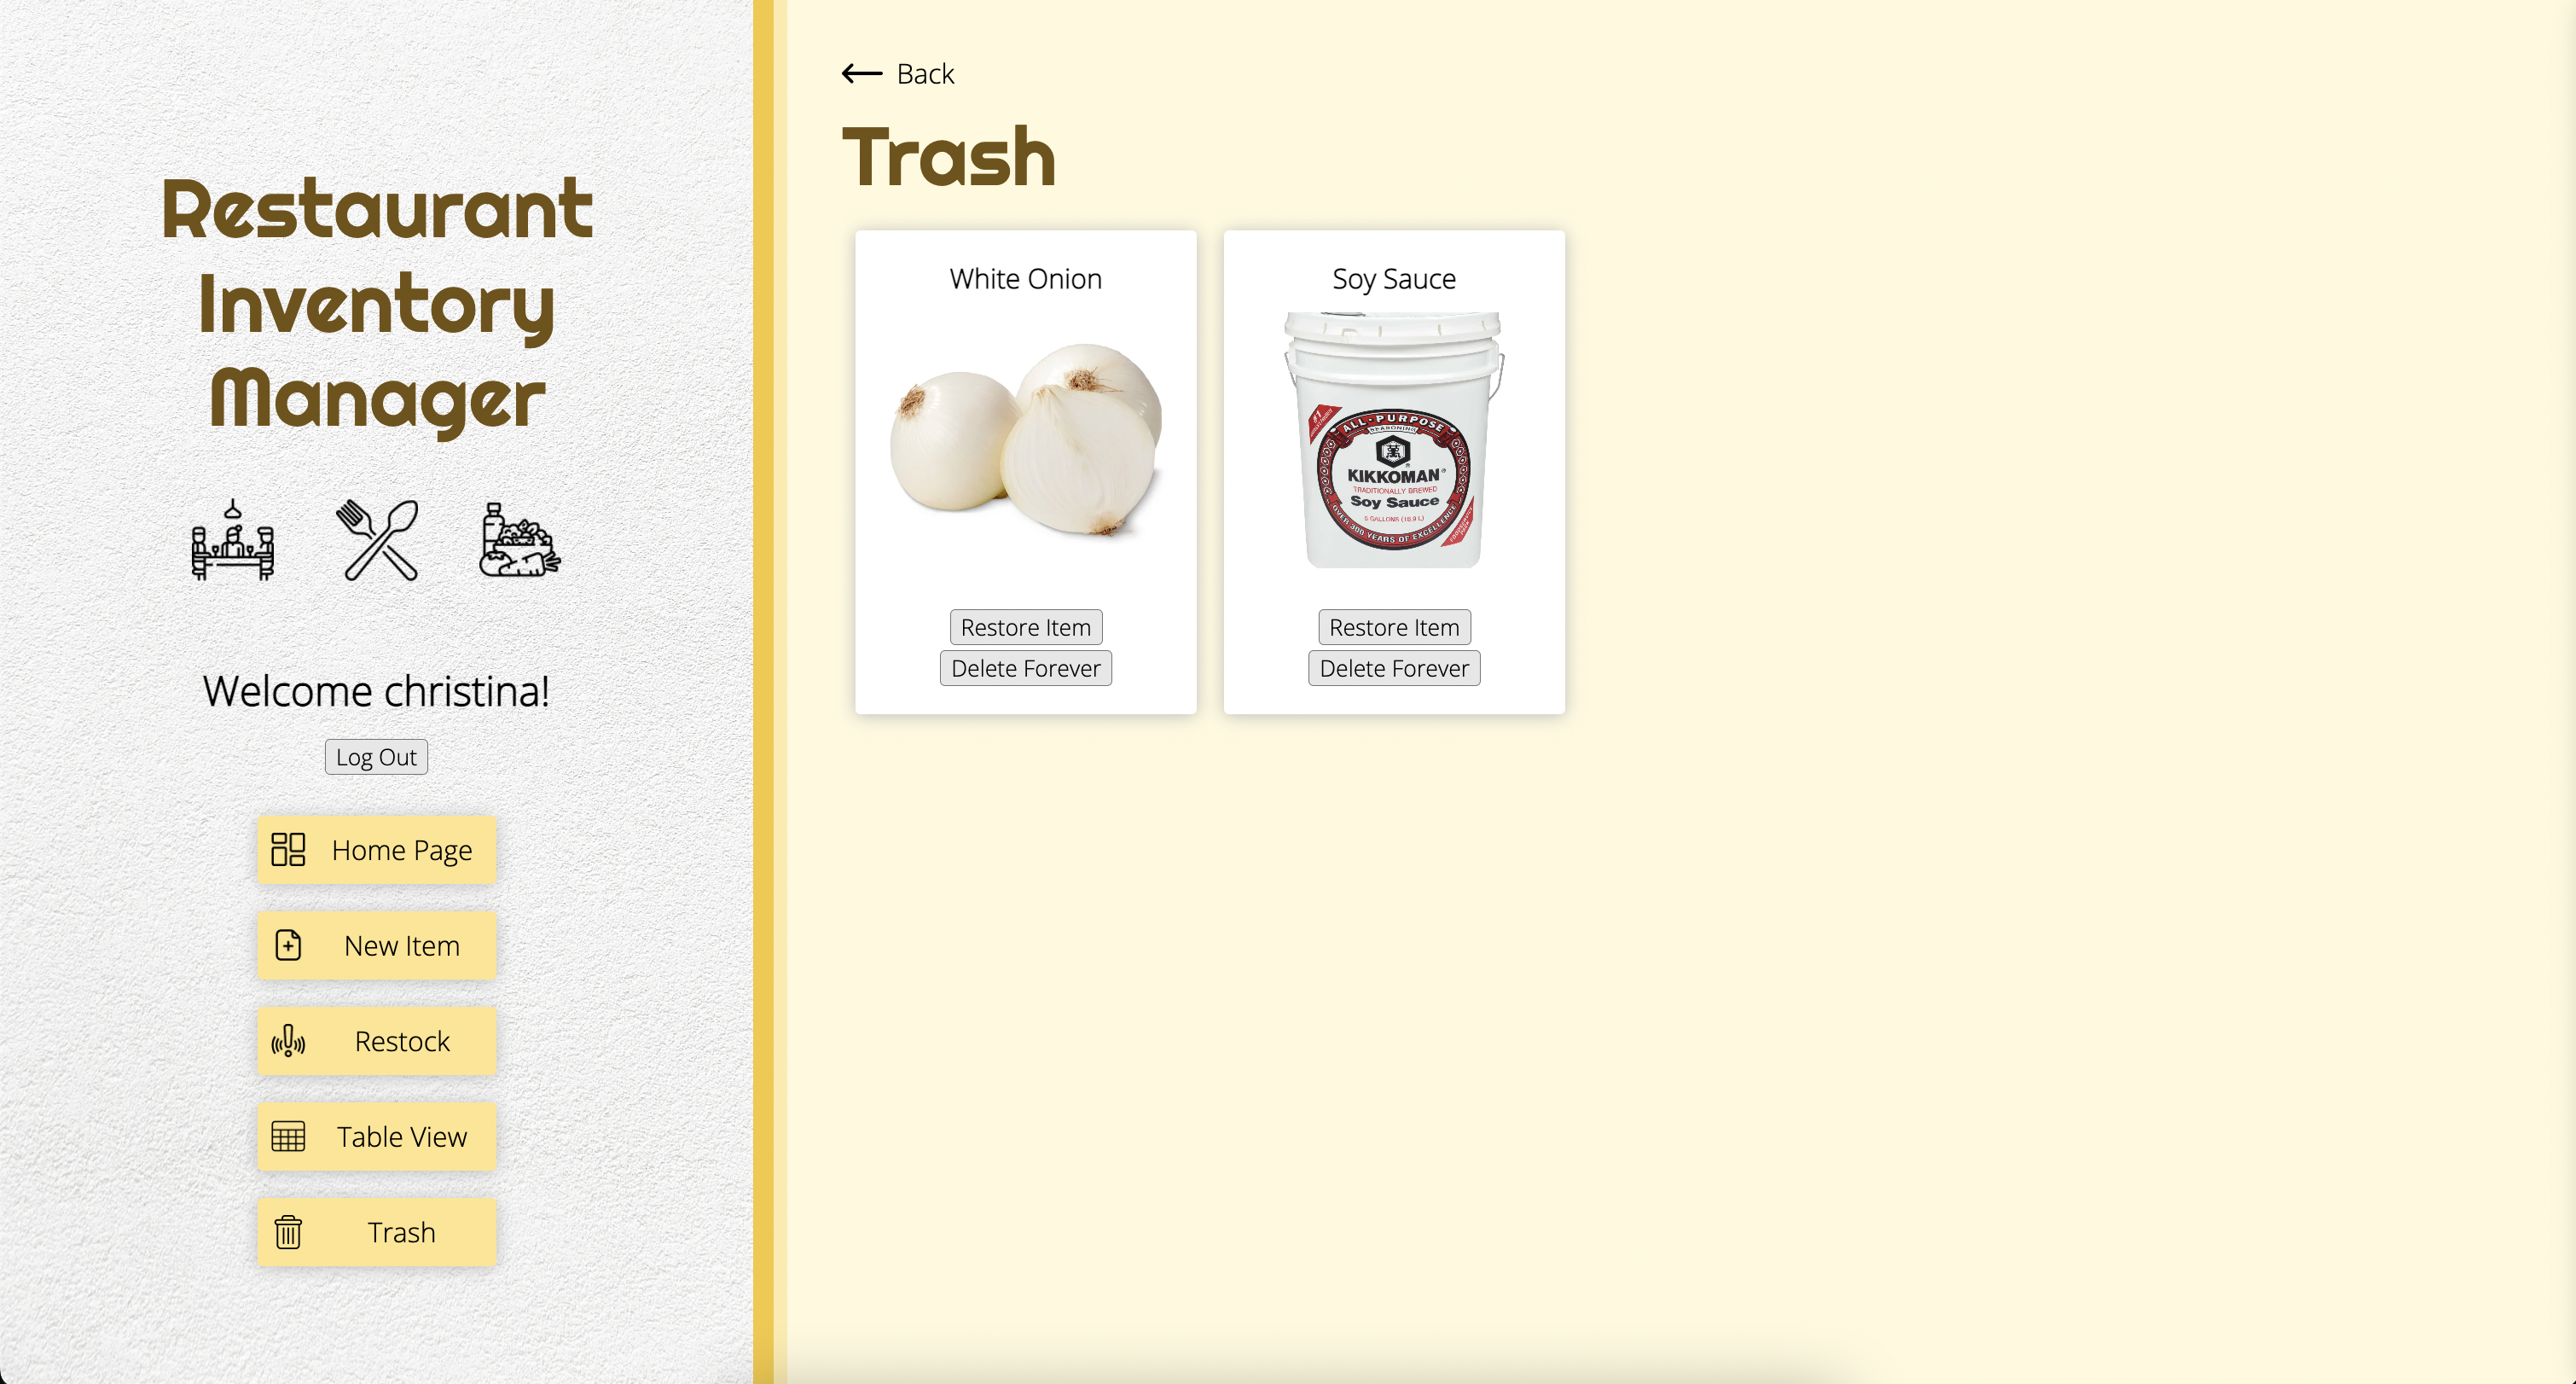 Restaurant
Inventory
Manager
Welcome christina!
Log Out
Home Page
New Item
Restock
Table View
Trash
Back
Trash
White Onion
Restore Item
Delete Forever
Soy Sauce
#1
ALL-PURPOSE
SEASONING
KIKKOMAN®
TRADITIONALLY BREWED
Soy Sauce
5 GALLONS (18.9 L)
OVER 300 YEARS OF EXCELLENCE
Restore Item
Delete Forever